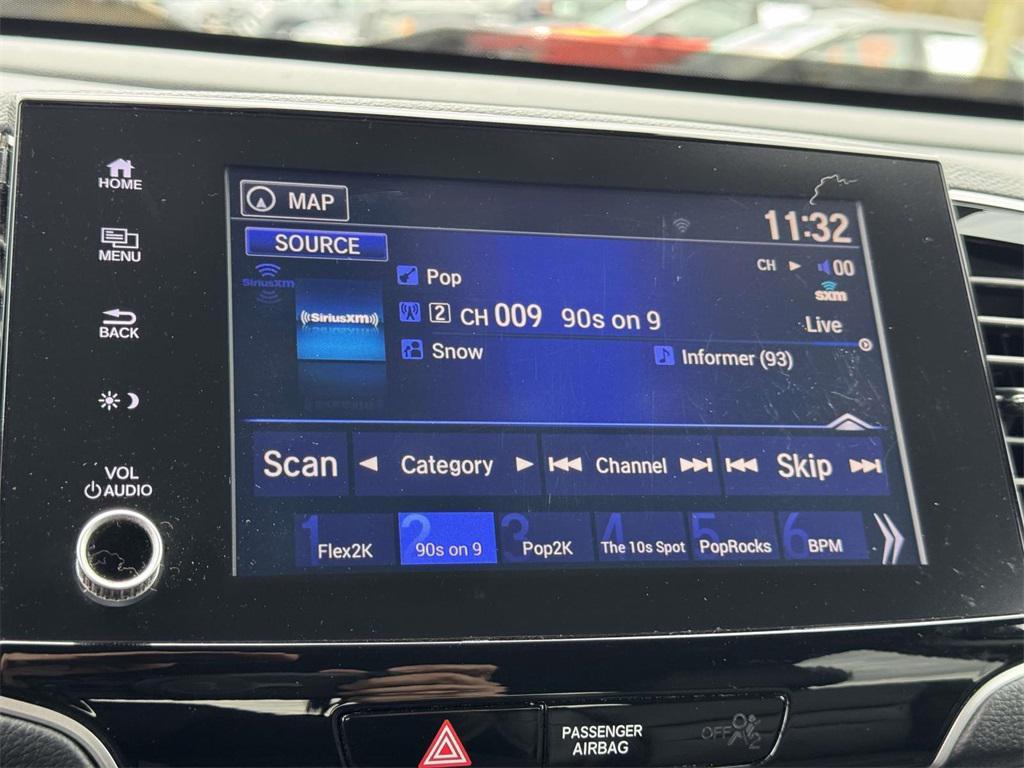 HOME
MENU
BACK
VOL
AUDIO
MAP
11:32
SOURCE
CH 00
SiriusXM
Pop
sxm
((SiriusXM))
2 CH 009 90s on 9
Live
Snow
Informer (93)
Scan
Category
Channel
Skip
1 Flex2K
2 90s on 9
3 Pop2K
4 The 10s Spot
5 PopRocks
6 BPM
PASSENGER
AIRBAG
OFF
2